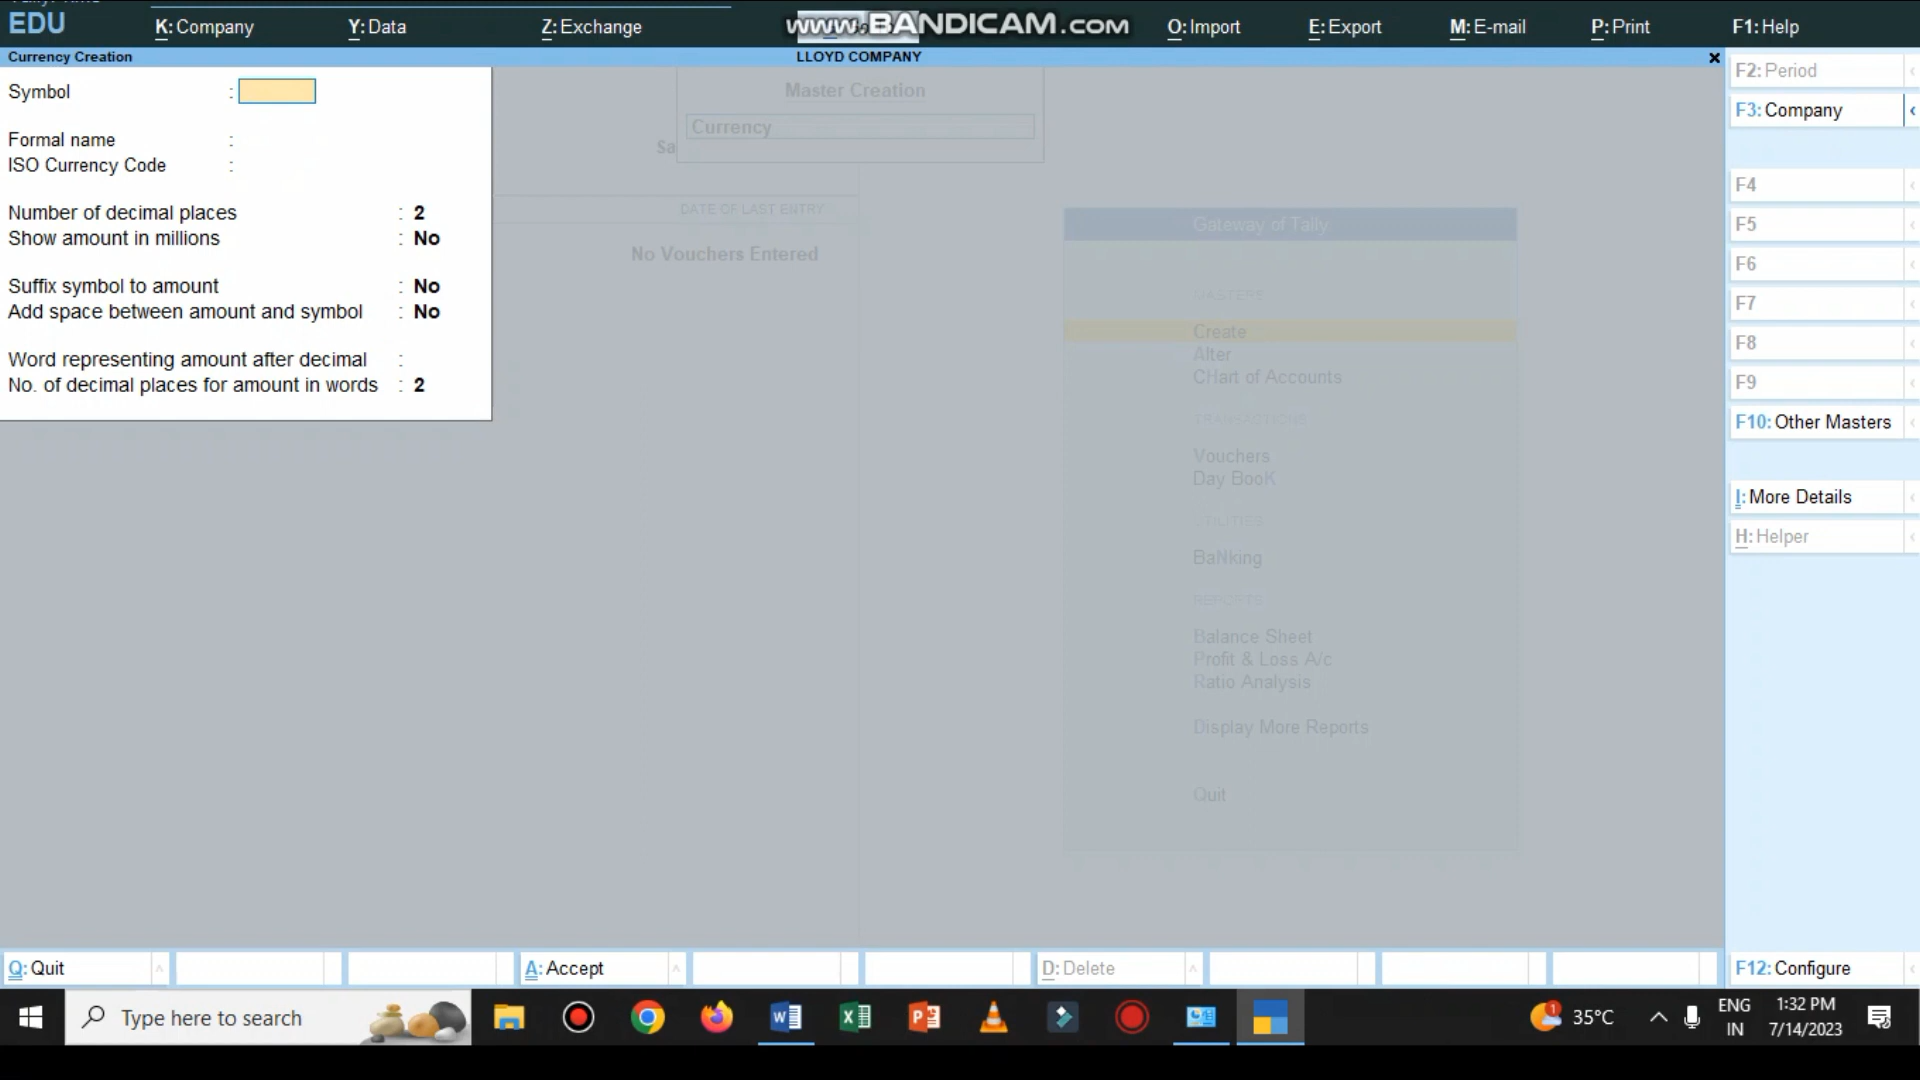 EDU
K: Company
Y: Data
Z: Exchange
www.BANDICAM.com
O: Import
E: Export
M: E-mail
P: Print
F1: Help
Currency Creation
LLOYD COMPANY
Symbol :
Formal name :
ISO Currency Code :
Number of decimal places : 2
Show amount in millions : No
Suffix symbol to amount : No
Add space between amount and symbol : No
Word representing amount after decimal :
No. of decimal places for amount in words : 2
Master Creation
Currency
Sa
DATE OF LAST ENTRY
No Vouchers Entered
Gateway of Tally
MASTERS
Create
Alter
CHart of Accounts
TRANSACTIONS
Vouchers
Day BooK
UTILITIES
BaNking
REPORTS
Balance Sheet
Profit & Loss A/c
Ratio Analysis
Display More Reports
Quit
F2: Period
F3: Company
F4
F5
F6
F7
F8
F9
F10: Other Masters
I: More Details
H: Helper
Q: Quit
A: Accept
D: Delete
F12: Configure
Type here to search
1
35°C
ENG
IN
1:32 PM
7/14/2023